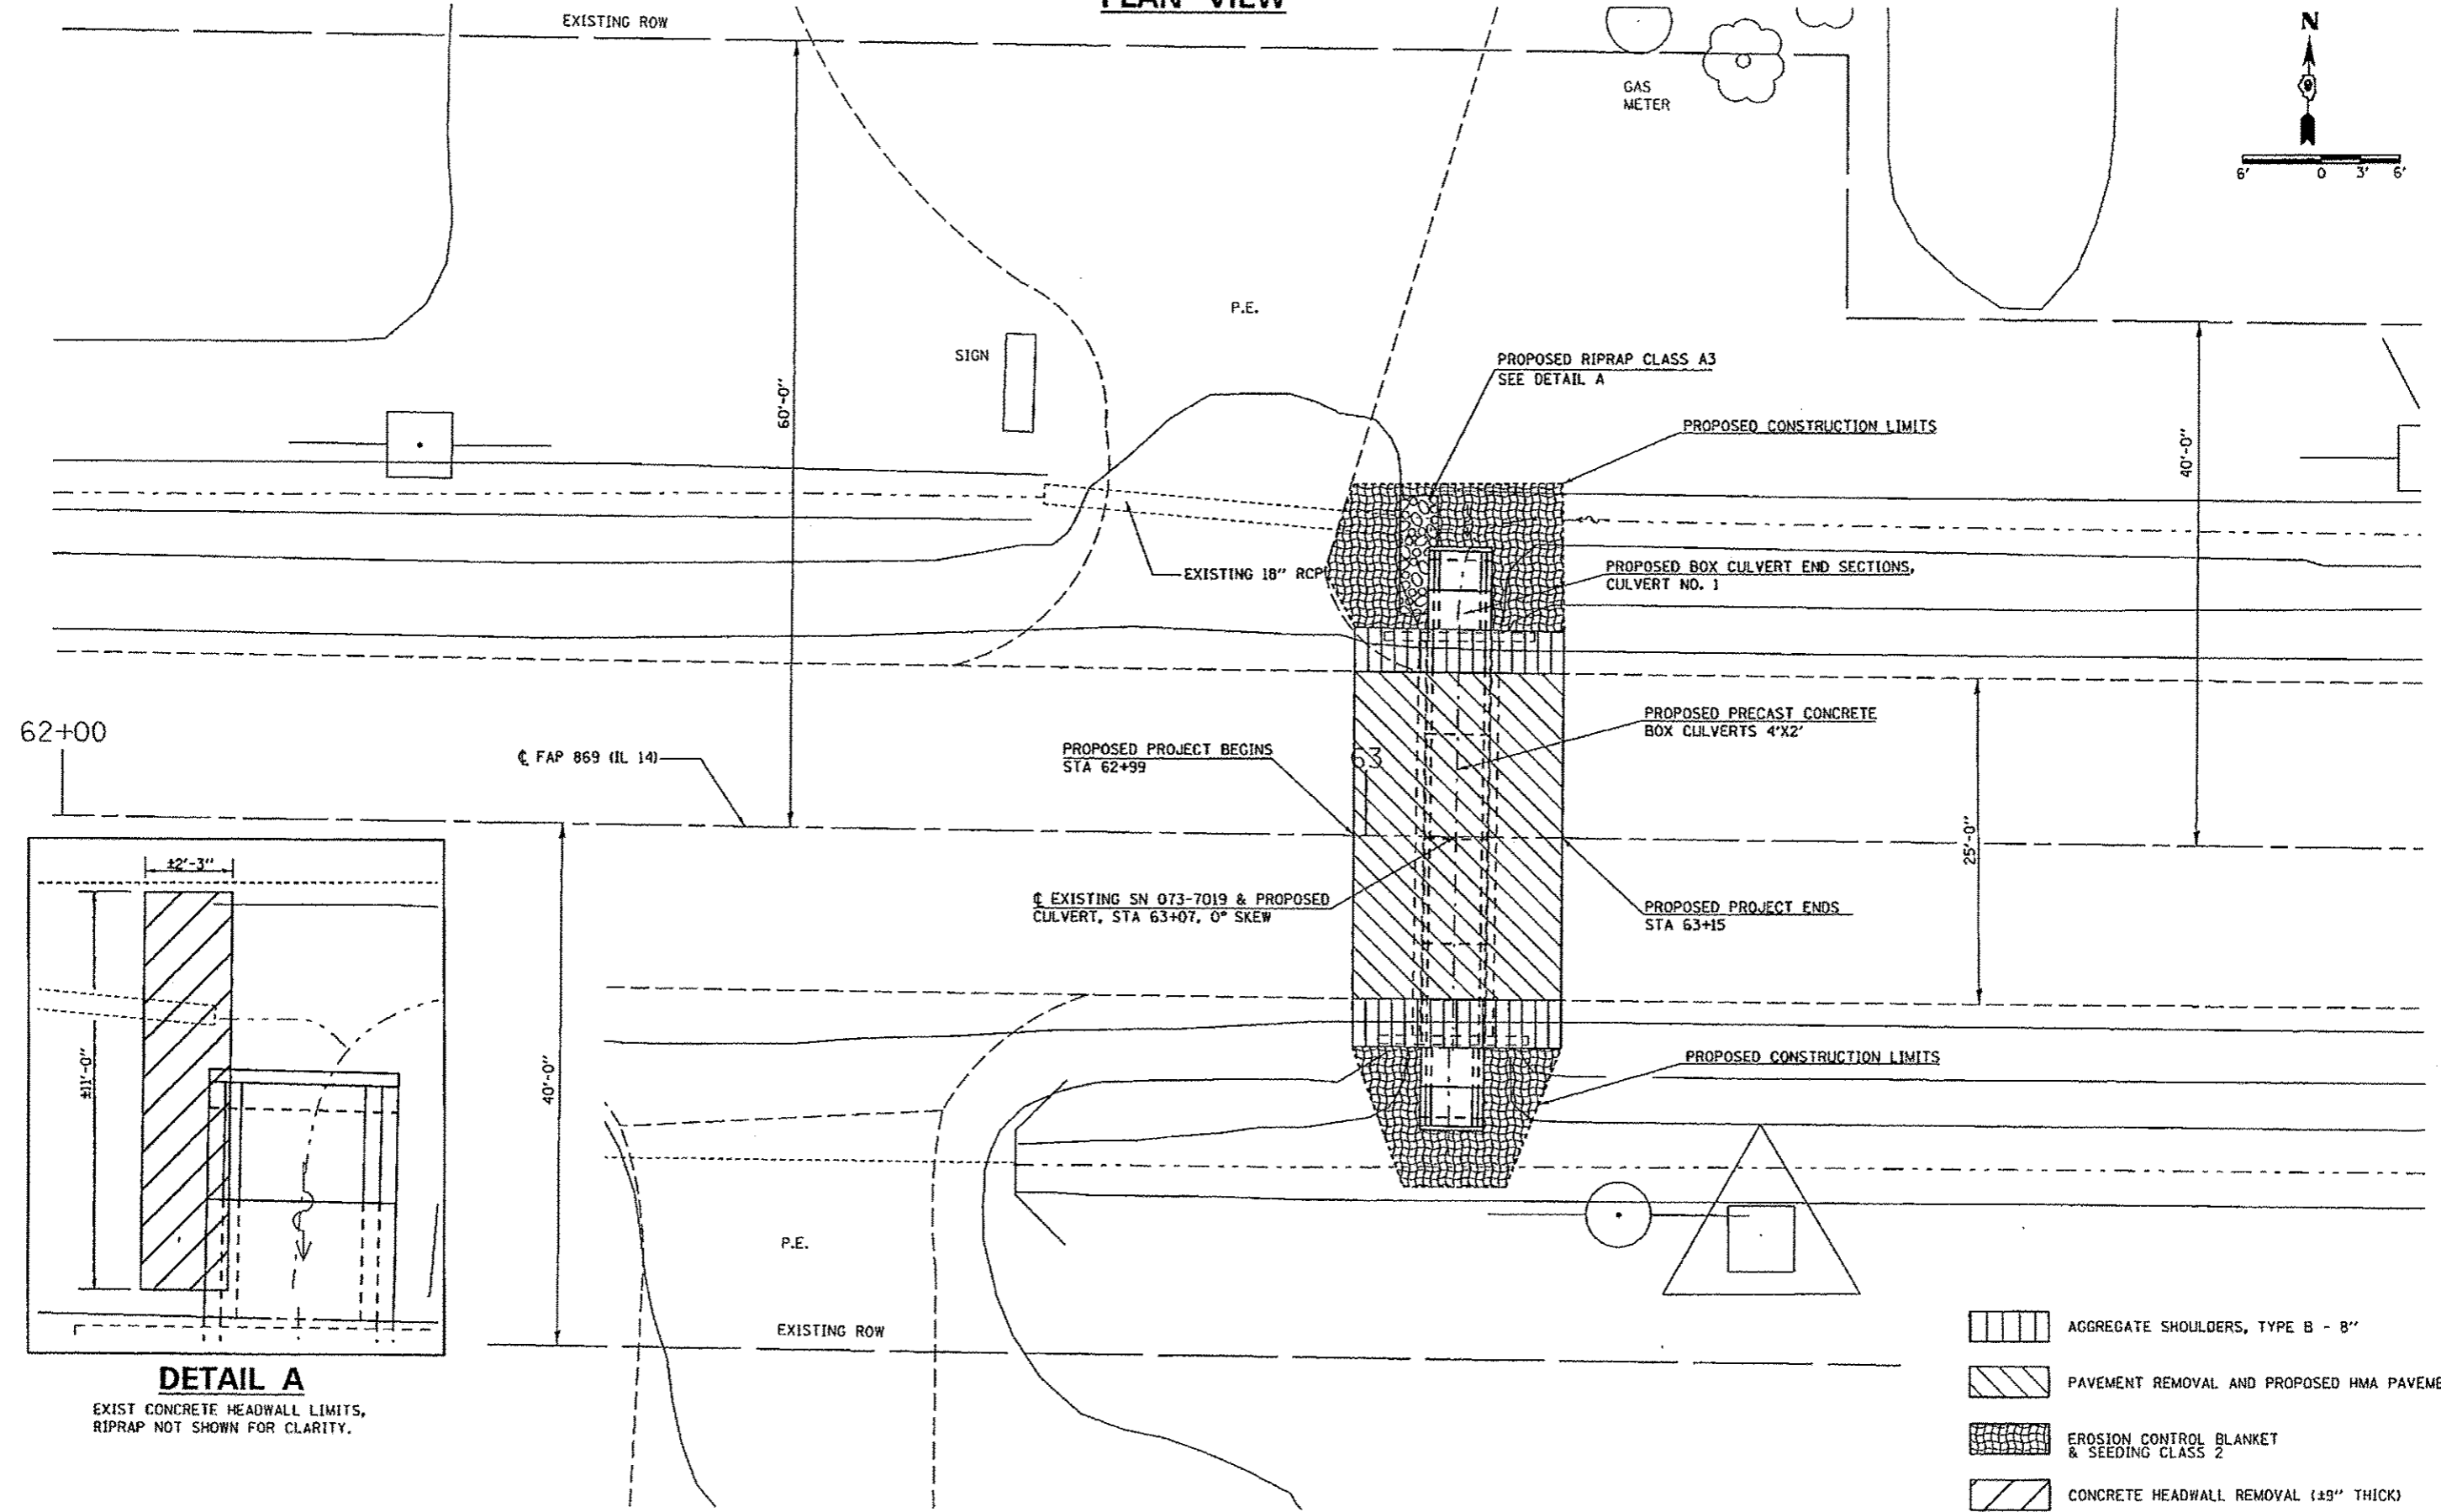 PLAN VIEW
EXISTING ROW
N
GAS
METER
6' 0 3' 6'
P.E.
SIGN
PROPOSED RIPRAP CLASS A3
SEE DETAIL A
60'-0"
PROPOSED CONSTRUCTION LIMITS
40'-0"
EXISTING 18" RCP
PROPOSED BOX CULVERT END SECTIONS,
CULVERT NO. 1
62+00
℄ FAP 869 (IL 14)
PROPOSED PROJECT BEGINS
STA 62+99
63
PROPOSED PRECAST CONCRETE
BOX CULVERTS 4'X2'
25'-0"
±2'-3"
℄ EXISTING SN 073-7019 & PROPOSED
CULVERT, STA 63+07, 0° SKEW
PROPOSED PROJECT ENDS
STA 63+15
±11'-0"
40'-0"
PROPOSED CONSTRUCTION LIMITS
P.E.
EXISTING ROW
DETAIL A
EXIST CONCRETE HEADWALL LIMITS,
RIPRAP NOT SHOWN FOR CLARITY.
AGGREGATE SHOULDERS, TYPE B - 8"
PAVEMENT REMOVAL AND PROPOSED HMA PAVEME
EROSION CONTROL BLANKET
& SEEDING CLASS 2
CONCRETE HEADWALL REMOVAL (±9" THICK)